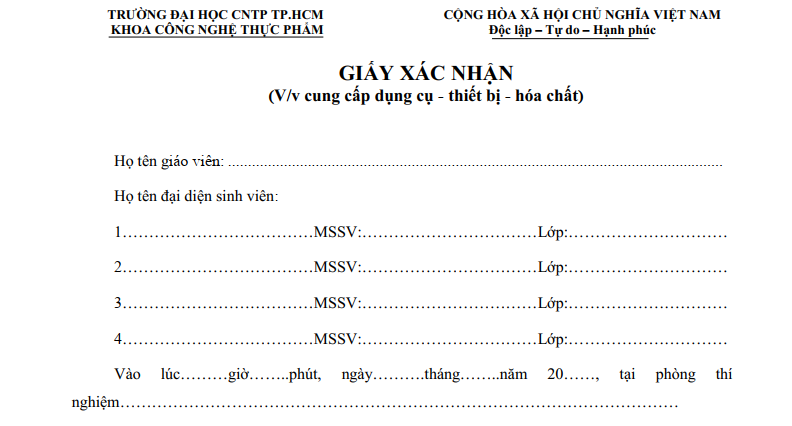 TRƯỜNG ĐẠI HỌC CNTP TP.HCM
KHOA CÔNG NGHỆ THỰC PHẨM
CỘNG HÒA XÃ HỘI CHỦ NGHĨA VIỆT NAM
Độc lập – Tự do – Hạnh phúc
GIẤY XÁC NHẬN
(V/v cung cấp dụng cụ - thiết bị - hóa chất)
Họ tên giáo viên: ............................................................................................................
Họ tên đại diện sinh viên:
1………………………………MSSV:……………………………Lớp:…………………………
2………………………………MSSV:……………………………Lớp:…………………………
3………………………………MSSV:……………………………Lớp:…………………………
4………………………………MSSV:……………………………Lớp:…………………………
Vào lúc………giờ……..phút, ngày……….tháng……..năm 20……, tại phòng thí
nghiệm……………………………………………………………………………………………